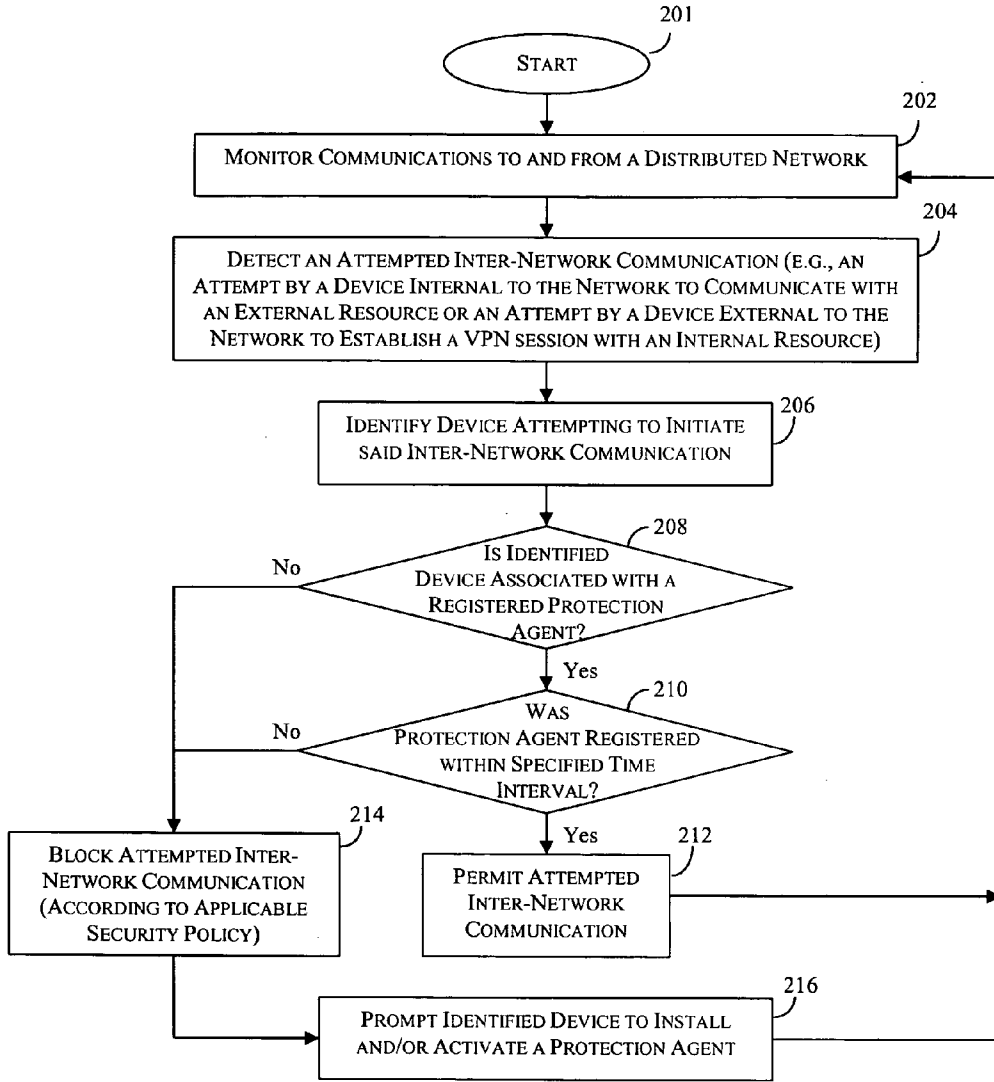 201
START
202
MONITOR COMMUNICATIONS TO AND FROM A DISTRIBUTED NETWORK
204
DETECT AN ATTEMPTED INTER-NETWORK COMMUNICATION (E.G., AN
ATTEMPT BY A DEVICE INTERNAL TO THE NETWORK TO COMMUNICATE WITH
AN EXTERNAL RESOURCE OR AN ATTEMPT BY A DEVICE EXTERNAL TO THE
NETWORK TO ESTABLISH A VPN SESSION WITH AN INTERNAL RESOURCE)
206
IDENTIFY DEVICE ATTEMPTING TO INITIATE
SAID INTER-NETWORK COMMUNICATION
208
No
IS IDENTIFIED
DEVICE ASSOCIATED WITH A
REGISTERED PROTECTION
AGENT?
Yes
210
No
WAS
PROTECTION AGENT REGISTERED
WITHIN SPECIFIED TIME
INTERVAL?
Yes
214
BLOCK ATTEMPTED INTER-
NETWORK COMMUNICATION
(ACCORDING TO APPLICABLE
SECURITY POLICY)
212
PERMIT ATTEMPTED
INTER-NETWORK
COMMUNICATION
216
PROMPT IDENTIFIED DEVICE TO INSTALL
AND/OR ACTIVATE A PROTECTION AGENT